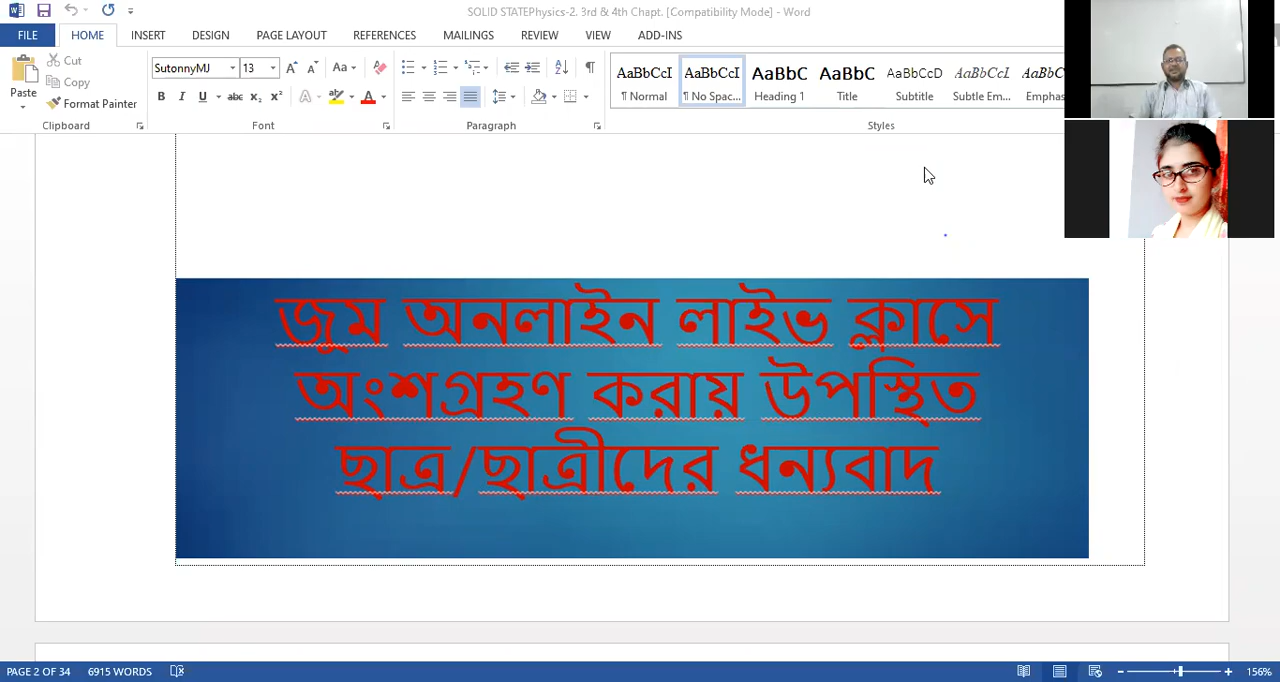 SOLID STATEPhysics-2. 3rd & 4th Chapt. [Compatibility Mode] - Word
FILE HOME INSERT DESIGN PAGE LAYOUT REFERENCES MAILINGS REVIEW VIEW ADD-INS
Paste
Cut
Copy
Format Painter
Clipboard
SutonnyMJ 13
Font
Paragraph
AaBbCcI AaBbCcI AaBbC AaBbC AaBbCcD AaBbCcI AaBbC
¶ Normal ¶ No Spac... Heading 1 Title Subtitle Subtle Em... Emphas
Styles
জুম অনলাইন লাইভ ক্লাসে
অংশগ্রহণ করায় উপস্থিত
ছাত্র/ছাত্রীদের ধন্যবাদ
PAGE 2 OF 34 6915 WORDS 156%